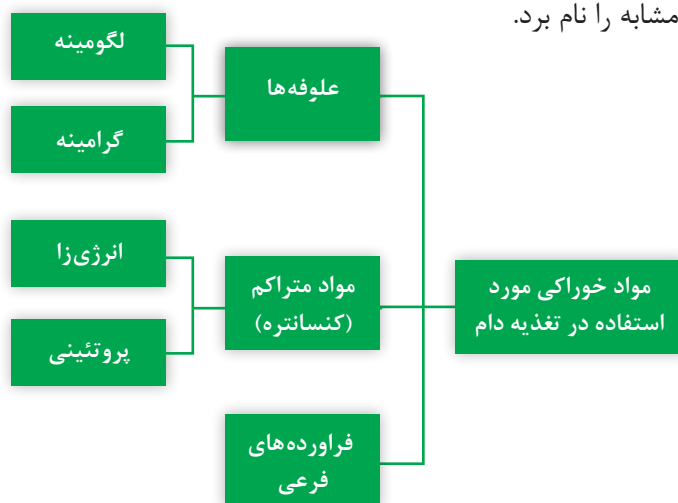 مشابه را نام برد.
مواد خوراکی مورد
استفاده در تغذیه دام
علوفه‌ها
لگومینه
گرامینه
مواد متراکم
(کنسانتره)
انرژی‌زا
پروتئینی
فراورده‌های
فرعی